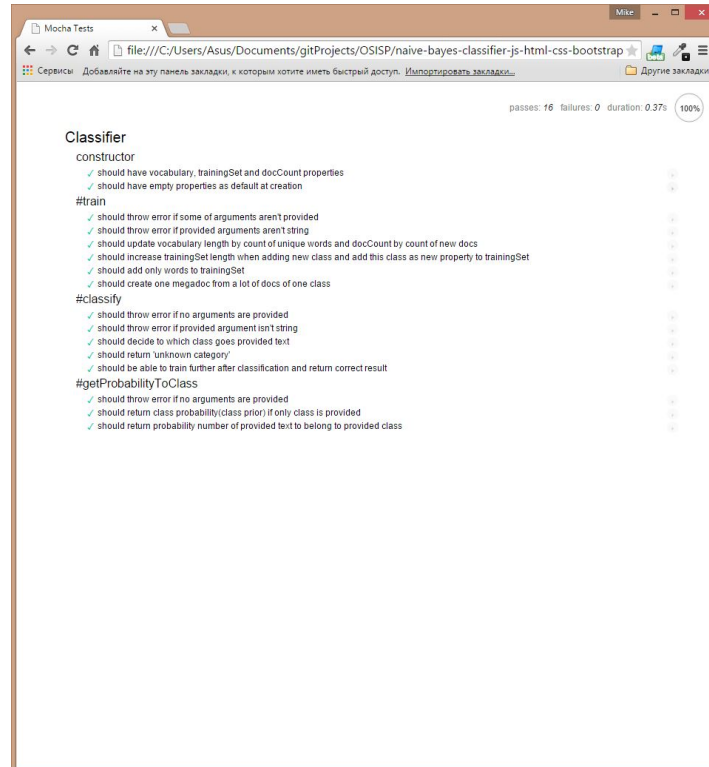 Mike
Mocha Tests
file:///C:/Users/Asus/Documents/gitProjects/OSISP/naive-bayes-classifier-js-html-css-bootstrap
beta
Сервисы Добавляйте на эту панель закладки, к которым хотите иметь быстрый доступ. Импортировать закладки... Другие закладки
passes: 16 failures: 0 duration: 0.37s 100%
Classifier
constructor
✓ should have vocabulary, trainingSet and docCount properties
✓ should have empty properties as default at creation
#train
✓ should throw error if some of arguments aren't provided
✓ should throw error if provided arguments aren't string
✓ should update vocabulary length by count of unique words and docCount by count of new docs
✓ should increase trainingSet length when adding new class and add this class as new property to trainingSet
✓ should add only words to trainingSet
✓ should create one megadoc from a lot of docs of one class
#classify
✓ should throw error if no arguments are provided
✓ should throw error if provided argument isn't string
✓ should decide to which class goes provided text
✓ should return 'unknown category'
✓ should be able to train further after classification and return correct result
#getProbabilityToClass
✓ should throw error if no arguments are provided
✓ should return class probability(class prior) if only class is provided
✓ should return probability number of provided text to belong to provided class